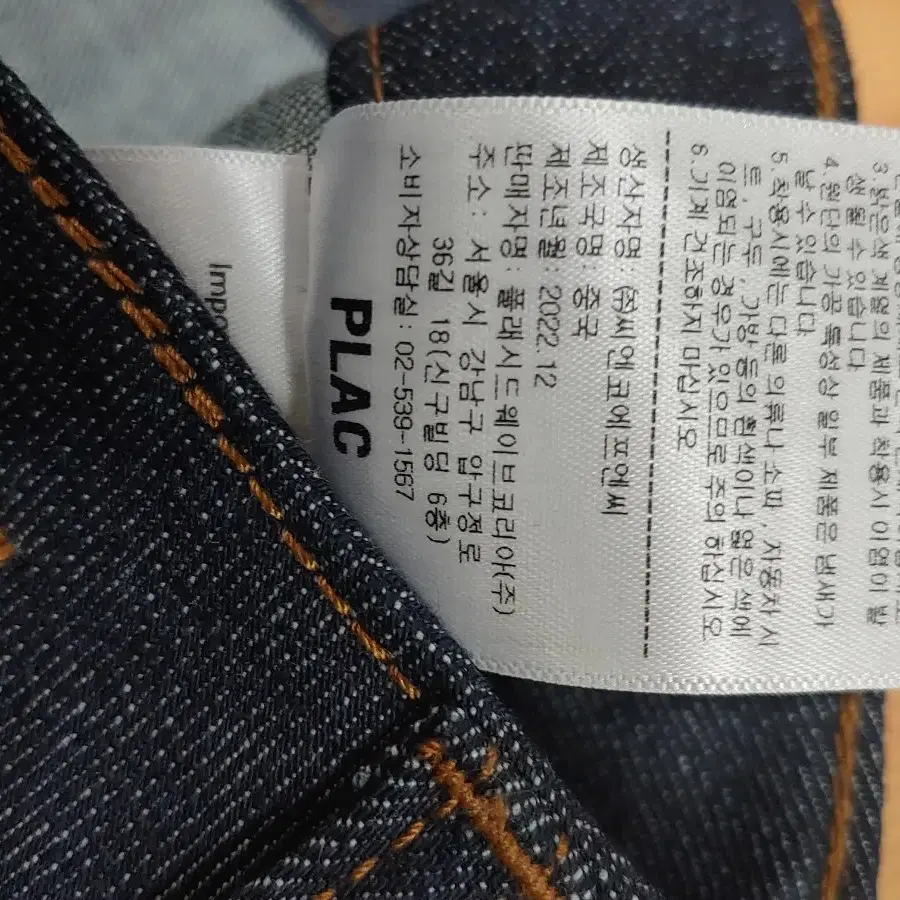 3.밝은색 계열의 제품과 착용시 이염이 발
생 될 수 있습니다
4.원단의 가공 특성상 일부 제품은 냄새가
날 수 있습니다
5.착용시에는 다른 의류나 소파, 자동차 시
트, 구두, 가방 등의 흰색이나 옅은색에
이염되는 경우가 있으므로 주의 하십시오
6.기계 건조하지 마십시오
생산자명 : ㈜씨앤코에프앤씨
제조국명 : 중국
제조년월 : 2022.12
판매자명 : 플래시드웨이브코리아(주)
주소 : 서울시 강남구 압구정로
36길 18(신구빌딩 6층)
소비자상담실 : 02-539-1567
PLAC